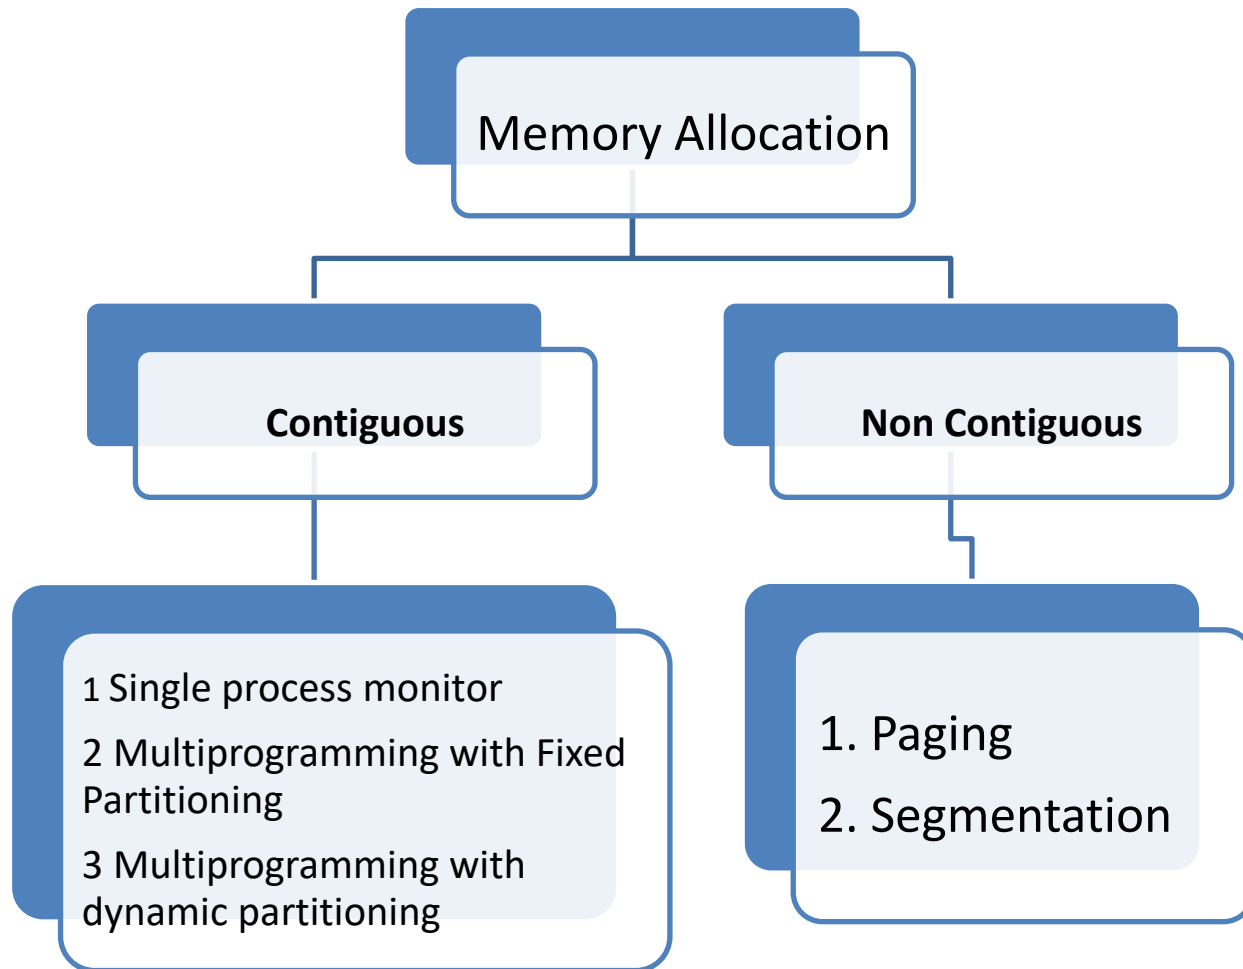 Memory Allocation
Contiguous
Non Contiguous
1 Single process monitor
2 Multiprogramming with Fixed
Partitioning
3 Multiprogramming with
dynamic partitioning
1. Paging
2. Segmentation